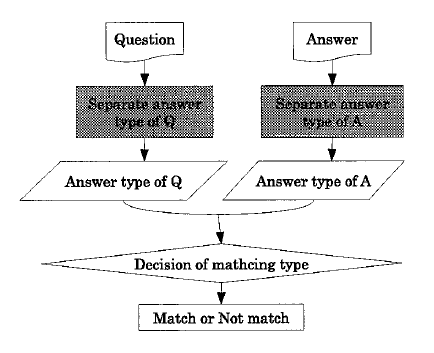 Question
Answer
Separate answer
type of Q
Separate answer
type of A
Answer type of Q
Answer type of A
Decision of mathcing type
Match or Not match